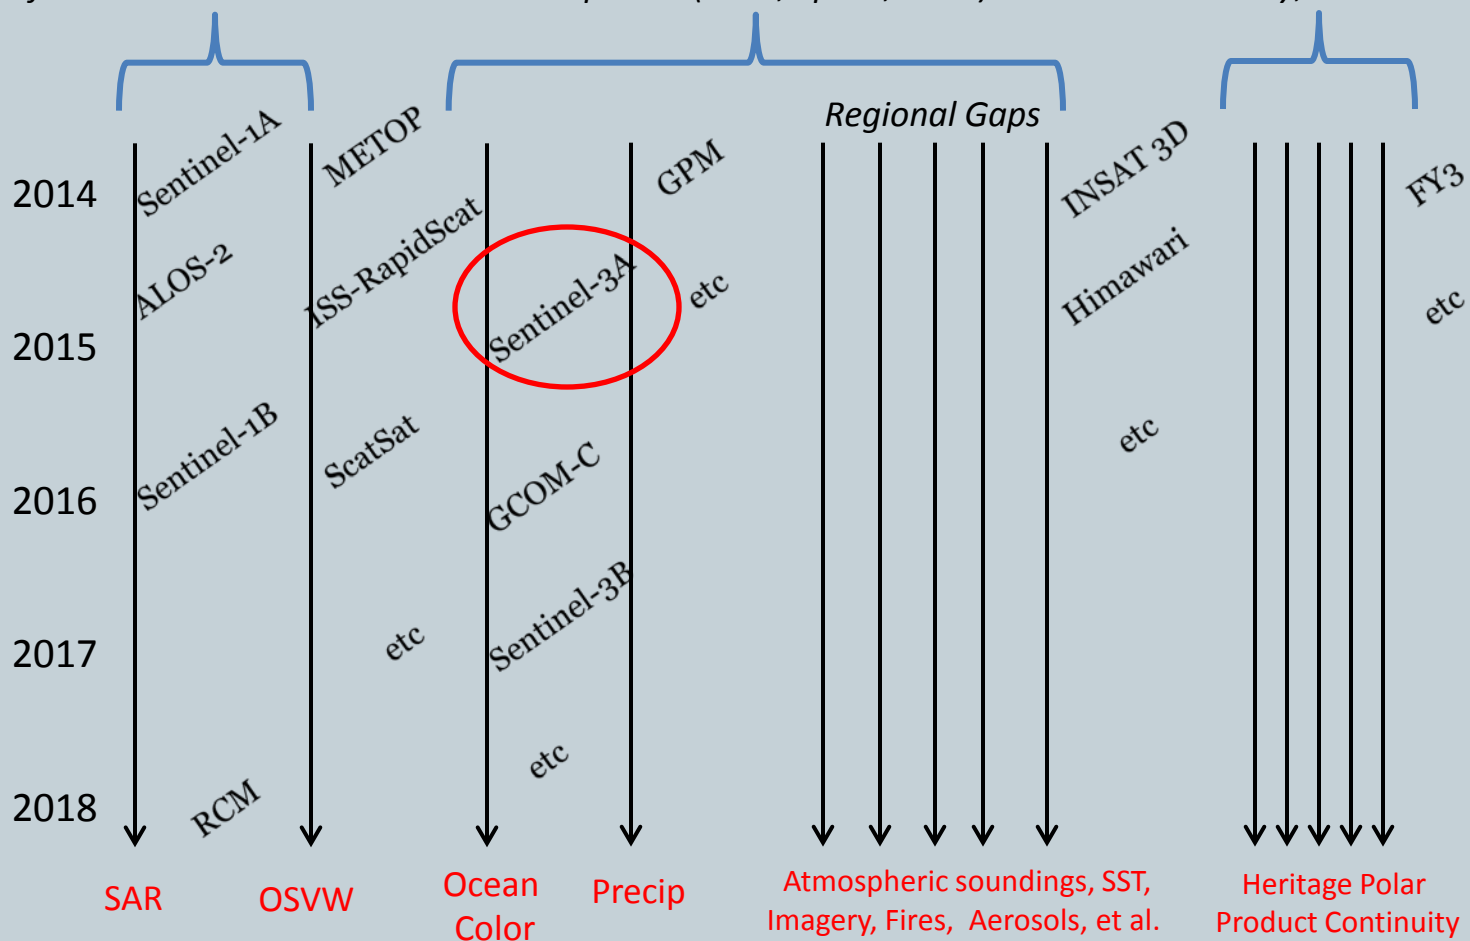 Regional Gaps
Sentinel-1A
METOP
GPM
INSAT 3D
FY3
2014
ALOS-2
ISS-RapidScat
Sentinel-3A
etc
Himawari
etc
2015
Sentinel-1B
ScatSat
GCOM-C
etc
2016
etc
Sentinel-3B
2017
etc
RCM
2018
SAR
OSVW
Ocean
Color
Precip
Atmospheric soundings, SST,
Imagery, Fires, Aerosols, et al.
Heritage Polar
Product Continuity